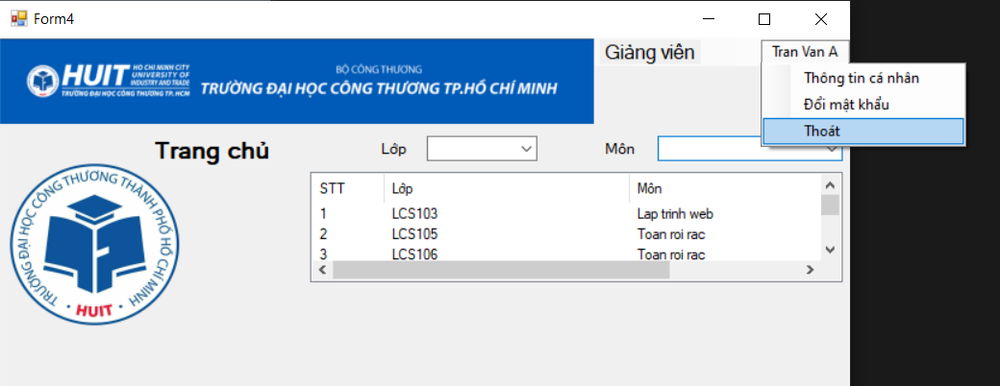 Form4
HUIT HO CHI MINH CITY UNIVERSITY OF INDUSTRY AND TRADE
TRƯỜNG ĐẠI HỌC CÔNG THƯƠNG TP. HCM
BỘ CÔNG THƯƠNG
TRƯỜNG ĐẠI HỌC CÔNG THƯƠNG TP.HỒ CHÍ MINH
Giảng viên
Tran Van A
Thông tin cá nhân
Đổi mật khẩu
Thoát
Trang chủ
Lớp
Môn
STT Lớp Môn
1 LCS103 Lap trinh web
2 LCS105 Toan roi rac
3 LCS106 Toan roi rac
TRƯỜNG ĐẠI HỌC CÔNG THƯƠNG THÀNH PHỐ HỒ CHÍ MINH
HUIT